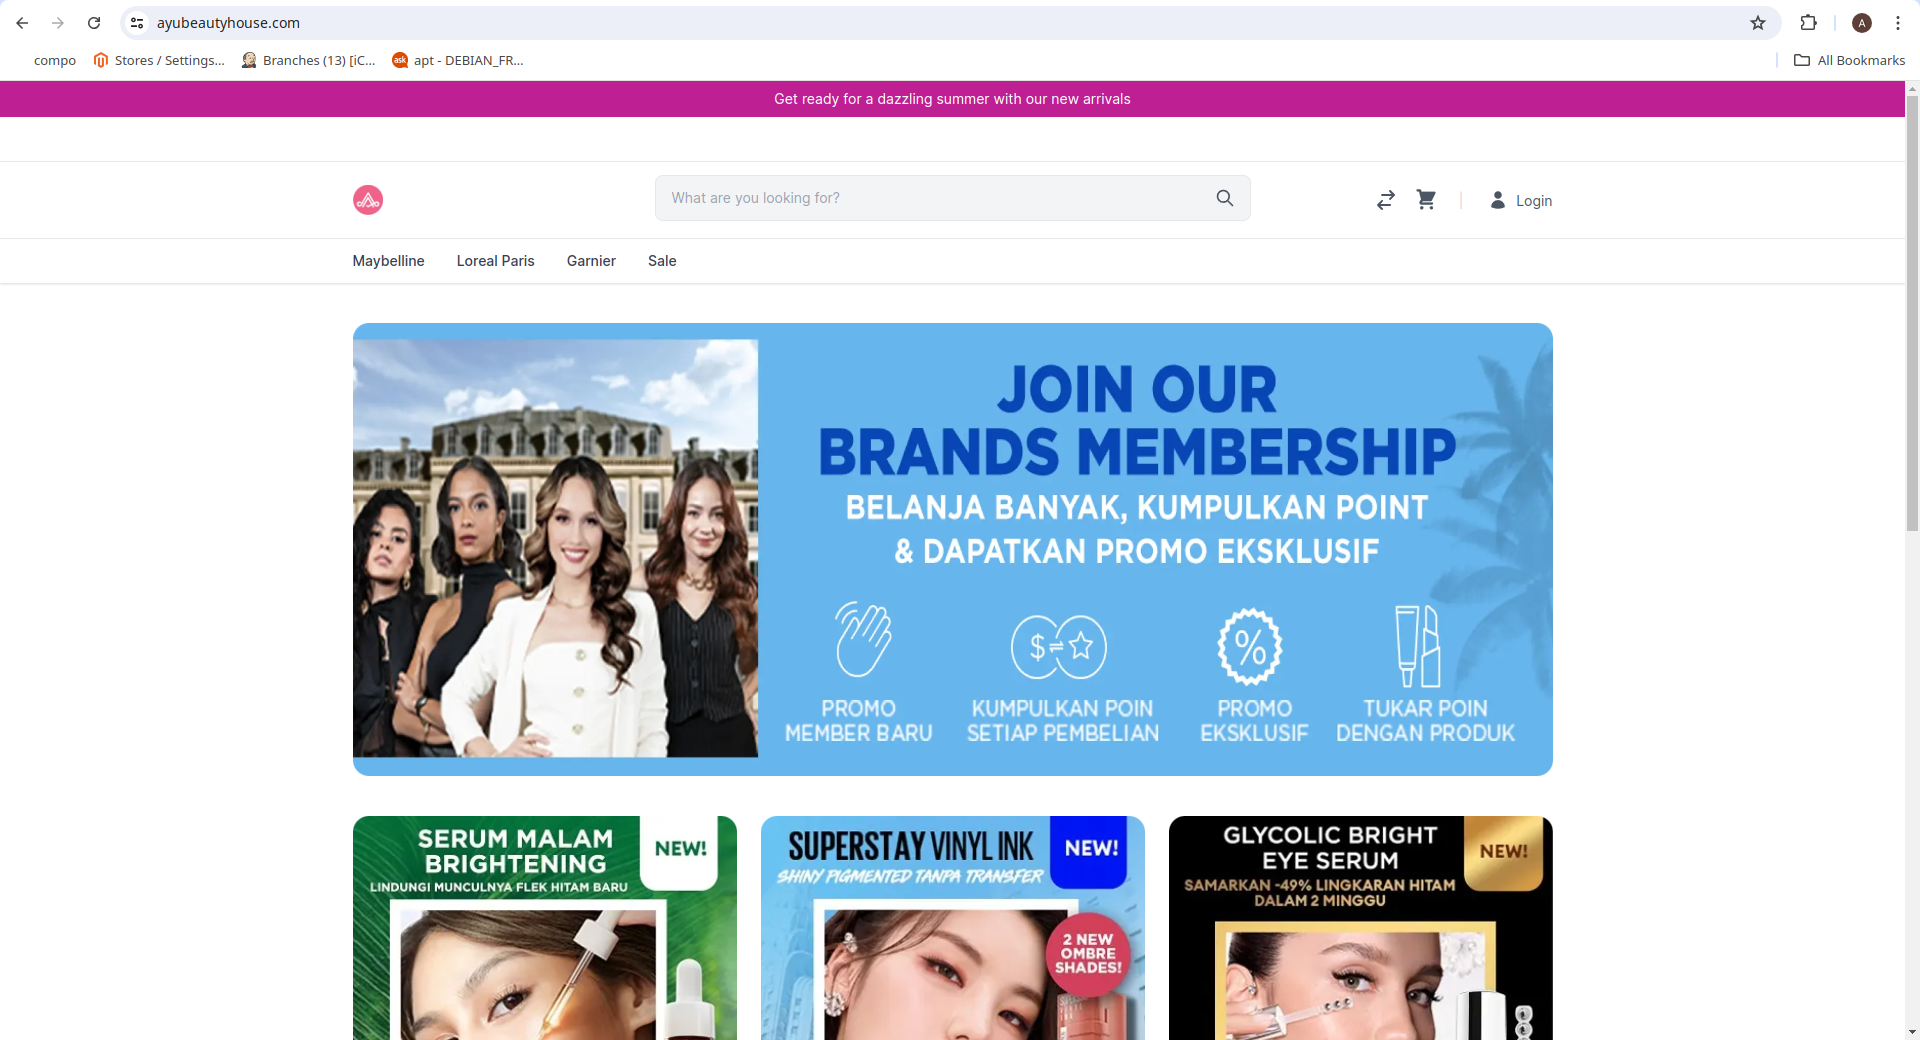 ayubeautyhouse.com
A
compo
Stores / Settings...
Branches (13) [iC...
ask
apt - DEBIAN_FR...
All Bookmarks
Get ready for a dazzling summer with our new arrivals
What are you looking for?
Login
Maybelline
Loreal Paris
Garnier
Sale
JOIN OUR
BRANDS MEMBERSHIP
BELANJA BANYAK, KUMPULKAN POINT
& DAPATKAN PROMO EKSKLUSIF
$
%
PROMO
MEMBER BARU
KUMPULKAN POIN
SETIAP PEMBELIAN
PROMO
EKSKLUSIF
TUKAR POIN
DENGAN PRODUK
SERUM MALAM
BRIGHTENING
LINDUNGI MUNCULNYA FLEK HITAM BARU
NEW!
SUPERSTAY VINYL INK
SHINY PIGMENTED TANPA TRANSFER
NEW!
2 NEW
OMBRE
SHADES!
GLYCOLIC BRIGHT
EYE SERUM
SAMARKAN -49% LINGKARAN HITAM
DALAM 2 MINGGU
NEW!